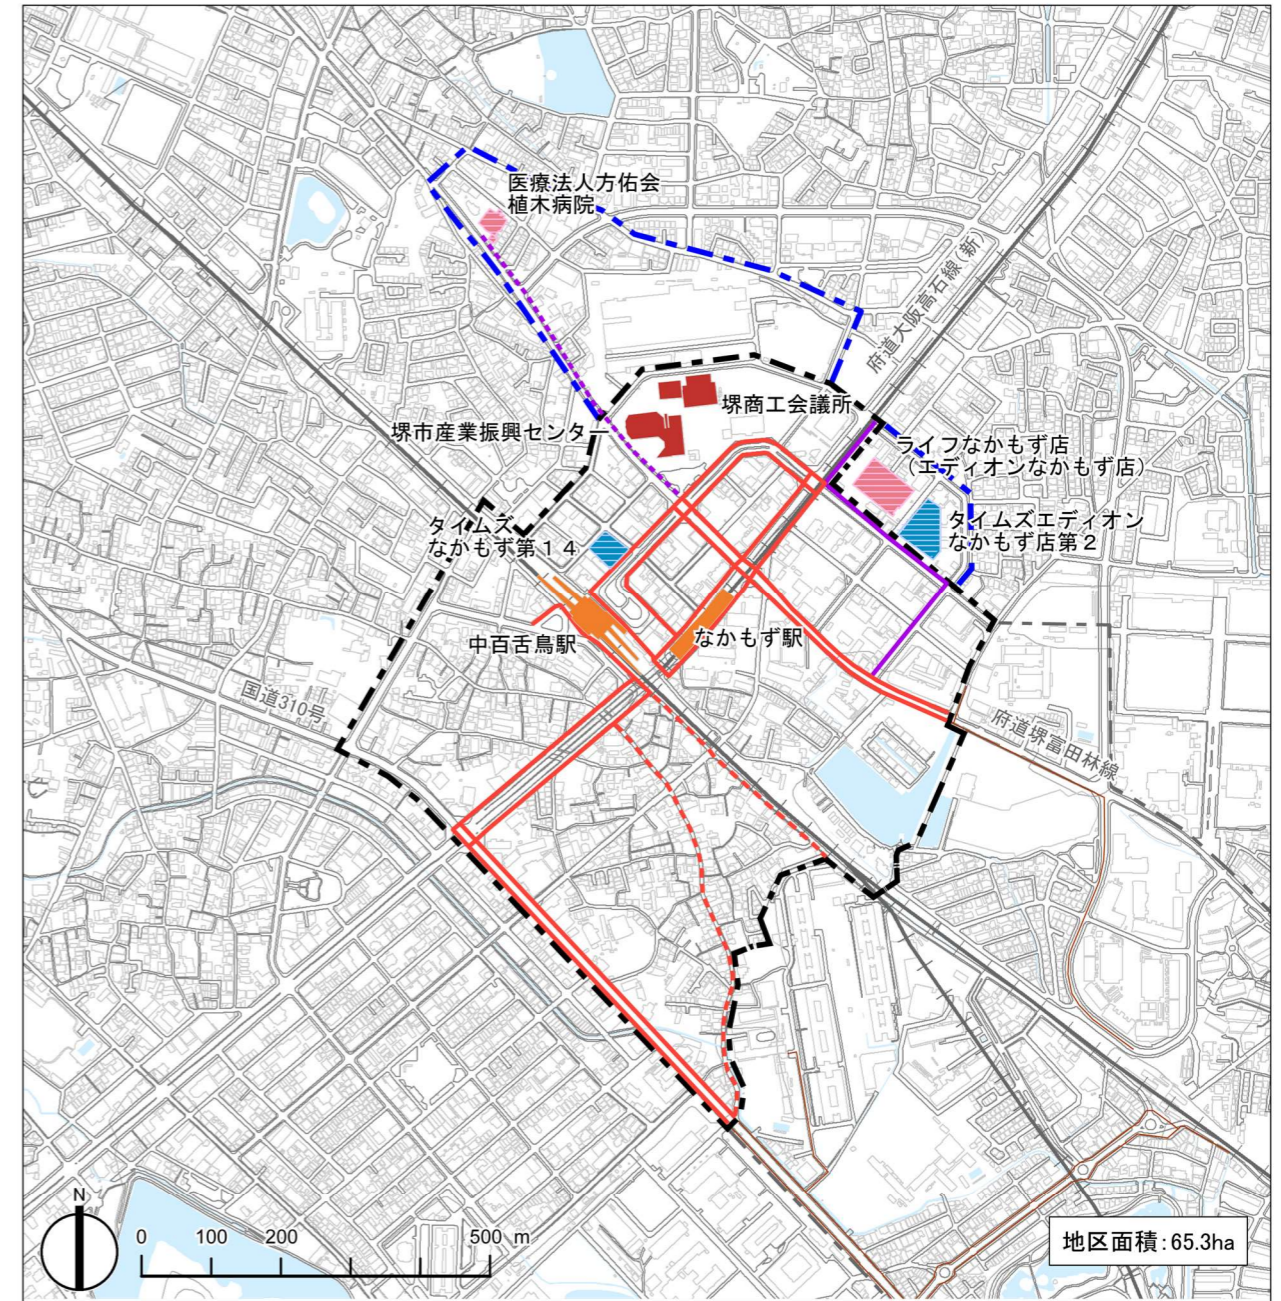 医療法人方佑会
植木病院
府道大阪高石線（新）
堺商工会議所
堺市産業振興センター
ライフなかもず店
（エディオンなかもず店）
タイムズ
なかもず第１４
タイムズエディオン
なかもず店第２
中百舌鳥駅
なかもず駅
国道310号
府道堺富田林線
N
0 100 200 500 m
地区面積：65.3ha